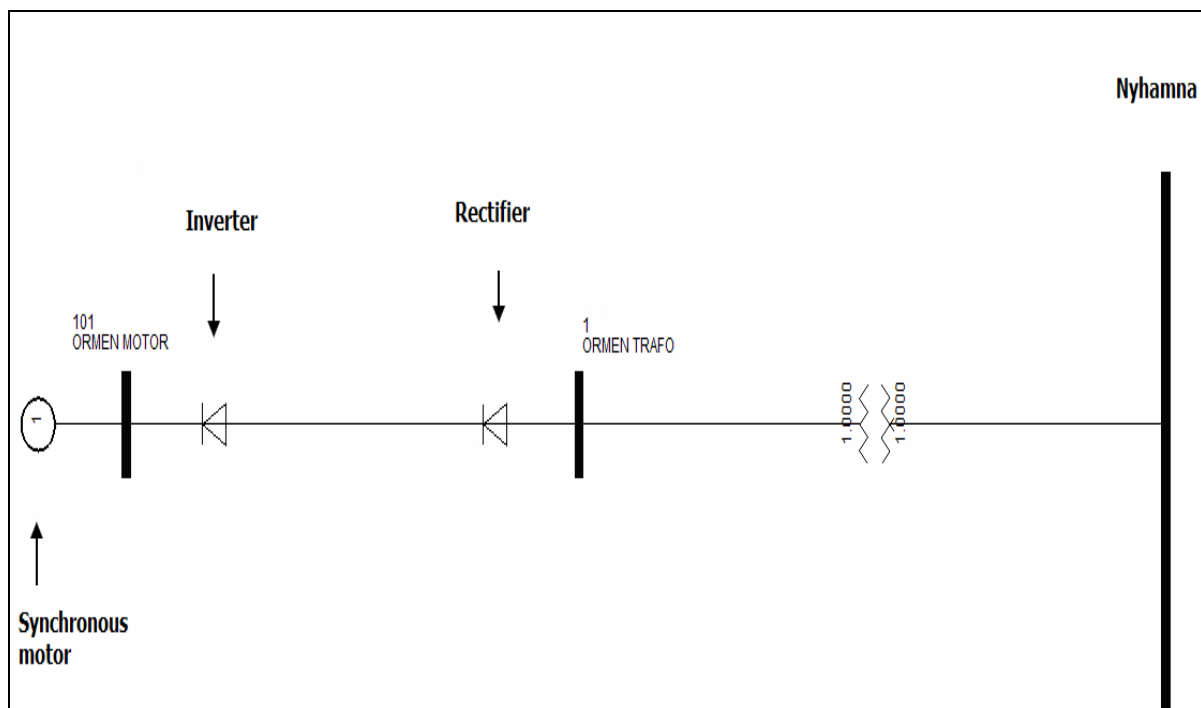 Nyhamna
Inverter
Rectifier
101
ORMEN MOTOR
1
ORMEN TRAFO
1
1.0000
1.0000
Synchronous
motor